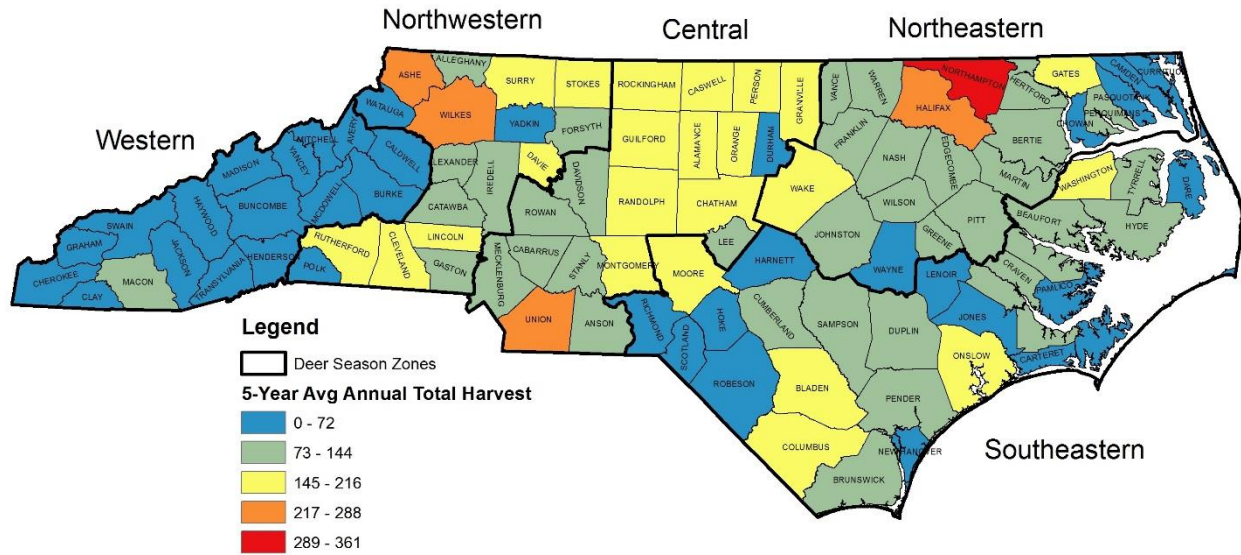 Northwestern
Central
Northeastern
Western
Southeastern
ASHE
ALLEGHANY
SURRY
STOKES
ROCKINGHAM
CASWELL
PERSON
GRANVILLE
VANCE
WARREN
NORTHAMPTON
HERTFORD
GATES
CAMDEN
WATAUGA
WILKES
YADKIN
FORSYTH
GUILFORD
ALAMANCE
ORANGE
DURHAM
FRANKLIN
HALIFAX
BERTIE
CHOWAN
PASQUOTANK
PERQUIMANS
MITCHELL
AVERY
YANCEY
MADISON
CALDWELL
LEXANDER
IREDELL
DAVIE
DAVIDSON
RANDOLPH
CHATHAM
WAKE
NASH
EDGECOMBE
MARTIN
WASHINGTON
TYRRELL
DARE
BUNCOMBE
MCDOWELL
BURKE
CATAWBA
ROWAN
WILSON
PITT
BEAUFORT
HYDE
SWAIN
HAYWOOD
GRAHAM
JACKSON
HENDERSON
TRANSYLVANIA
RUTHERFORD
CLEVELAND
LINCOLN
GASTON
MECKLENBURG
CABARRUS
STANLY
MONTGOMERY
MOORE
LEE
HARNETT
JOHNSTON
WAYNE
GREENE
LENOIR
CRAVEN
PAMLICO
CHEROKEE
CLAY
MACON
POLK
UNION
ANSON
RICHMOND
SCOTLAND
HOKE
CUMBERLAND
SAMPSON
DUPLIN
JONES
CARTERET
ONSLOW
ROBESON
BLADEN
PENDER
COLUMBUS
NEW HANOVER
BRUNSWICK
Legend
Deer Season Zones
5-Year Avg Annual Total Harvest
0 - 72
73 - 144
145 - 216
217 - 288
289 - 361